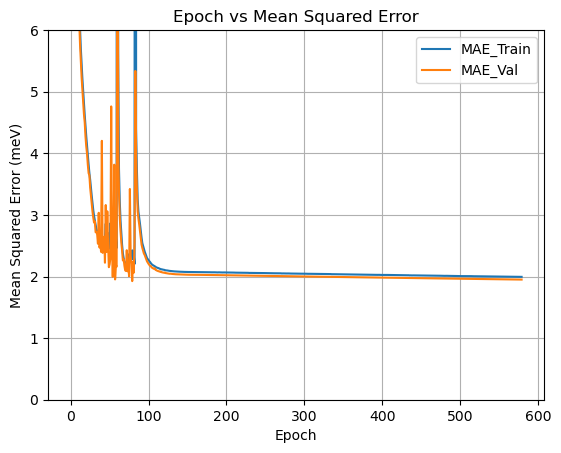 Epoch vs Mean Squared Error
MAE_Train
MAE_Val
Mean Squared Error (meV)
6
5
4
3
2
1
0
0 100 200 300 400 500 600
Epoch